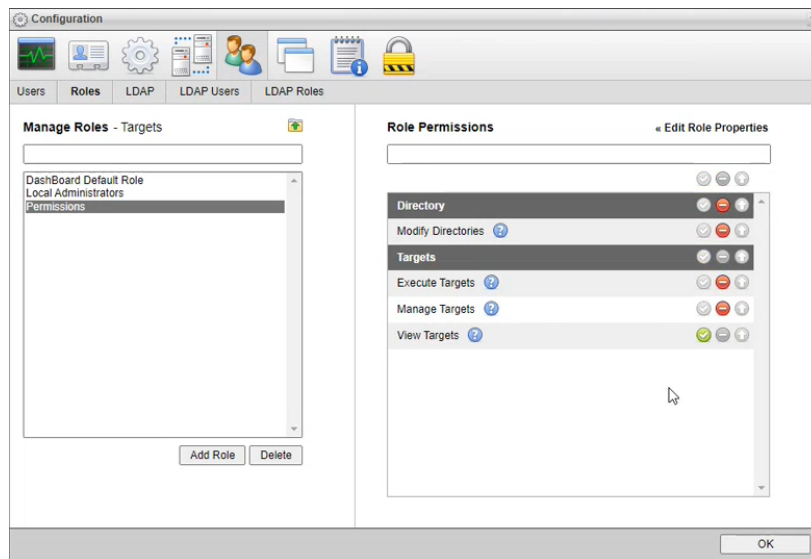 Configuration
Users Roles LDAP LDAP Users LDAP Roles
Manage Roles - Targets
DashBoard Default Role
Local Administrators
Permissions
Add Role Delete
Role Permissions « Edit Role Properties
Directory
Modify Directories ?
Targets
Execute Targets ?
Manage Targets ?
View Targets ?
OK